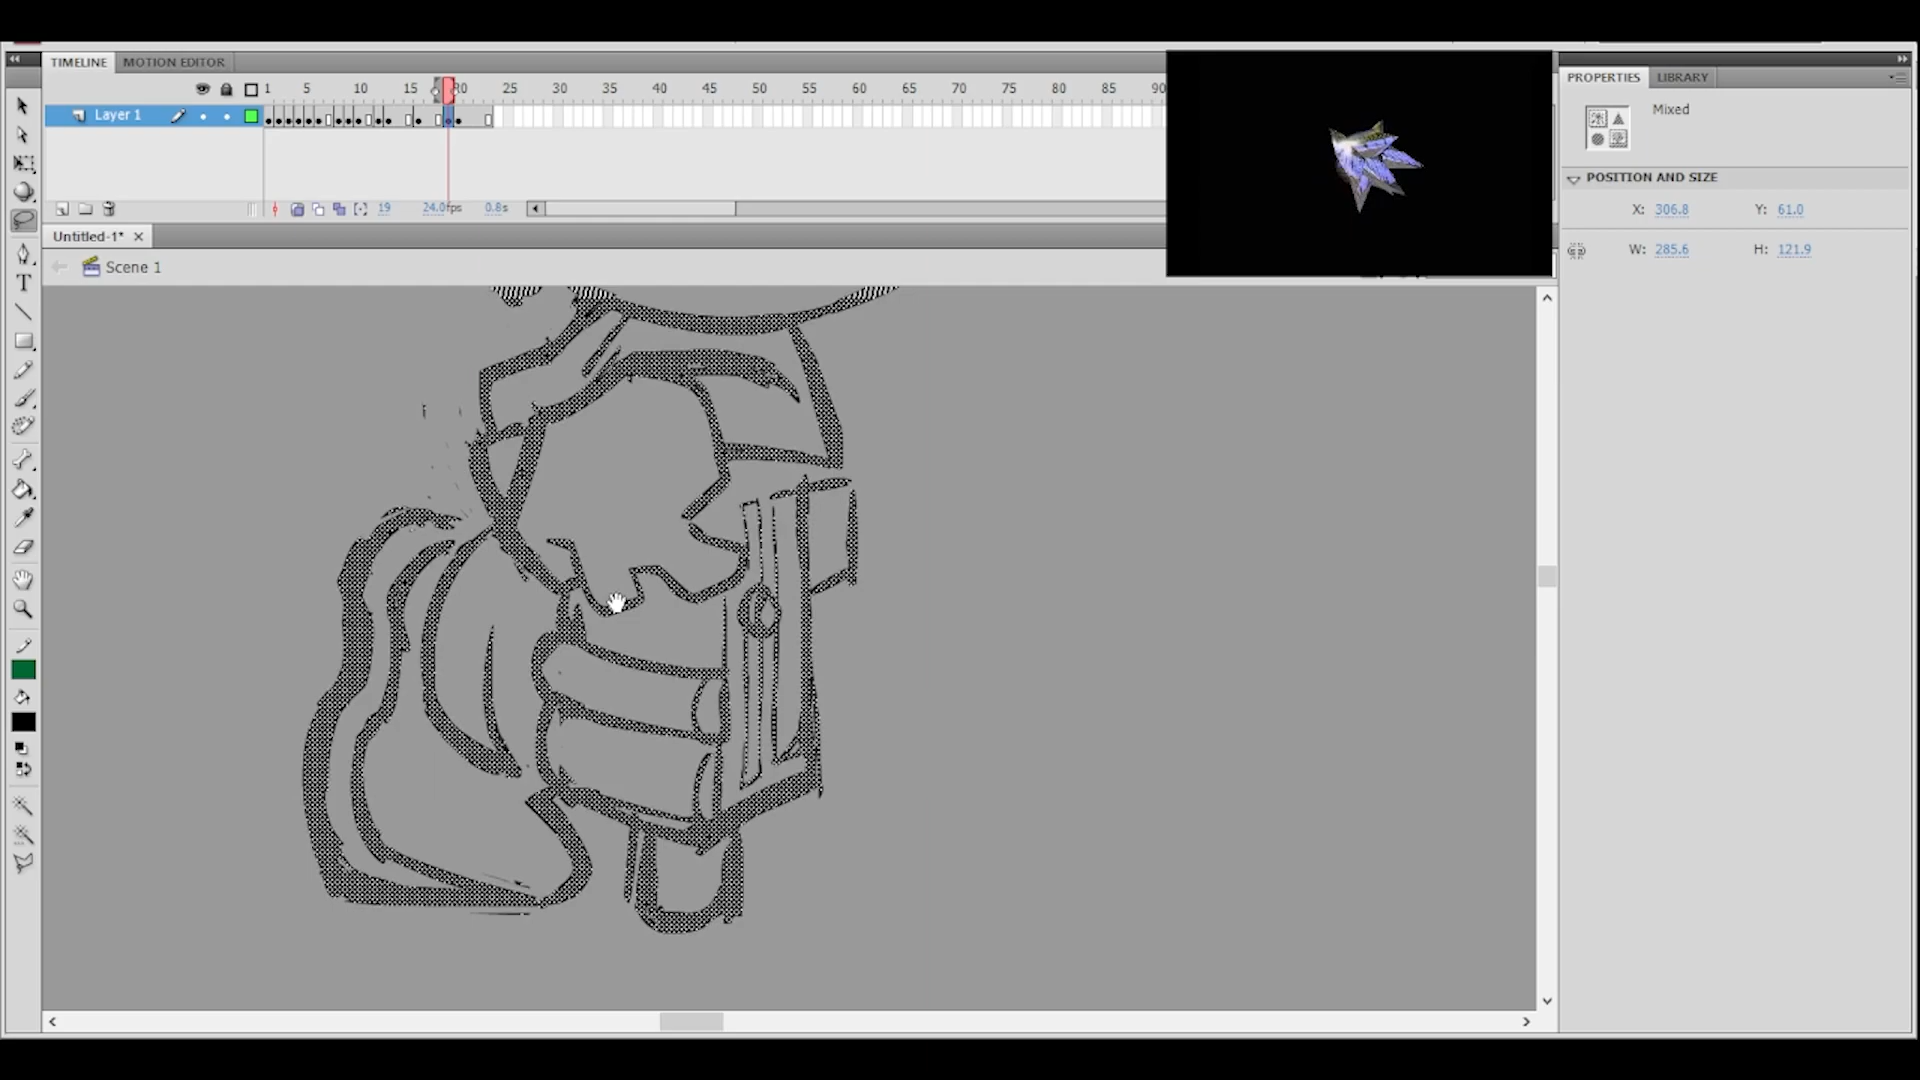 TIMELINE MOTION EDITOR
1 5 10 15 20 25 30 35 40 45 50 55 60 65 70 75 80 85 90
Layer 1
19 24.0fps 0.8s
Untitled-1*
Scene 1
T
PROPERTIES LIBRARY
Mixed
POSITION AND SIZE
X: 306.8 Y: 61.0
W: 285.6 H: 121.9